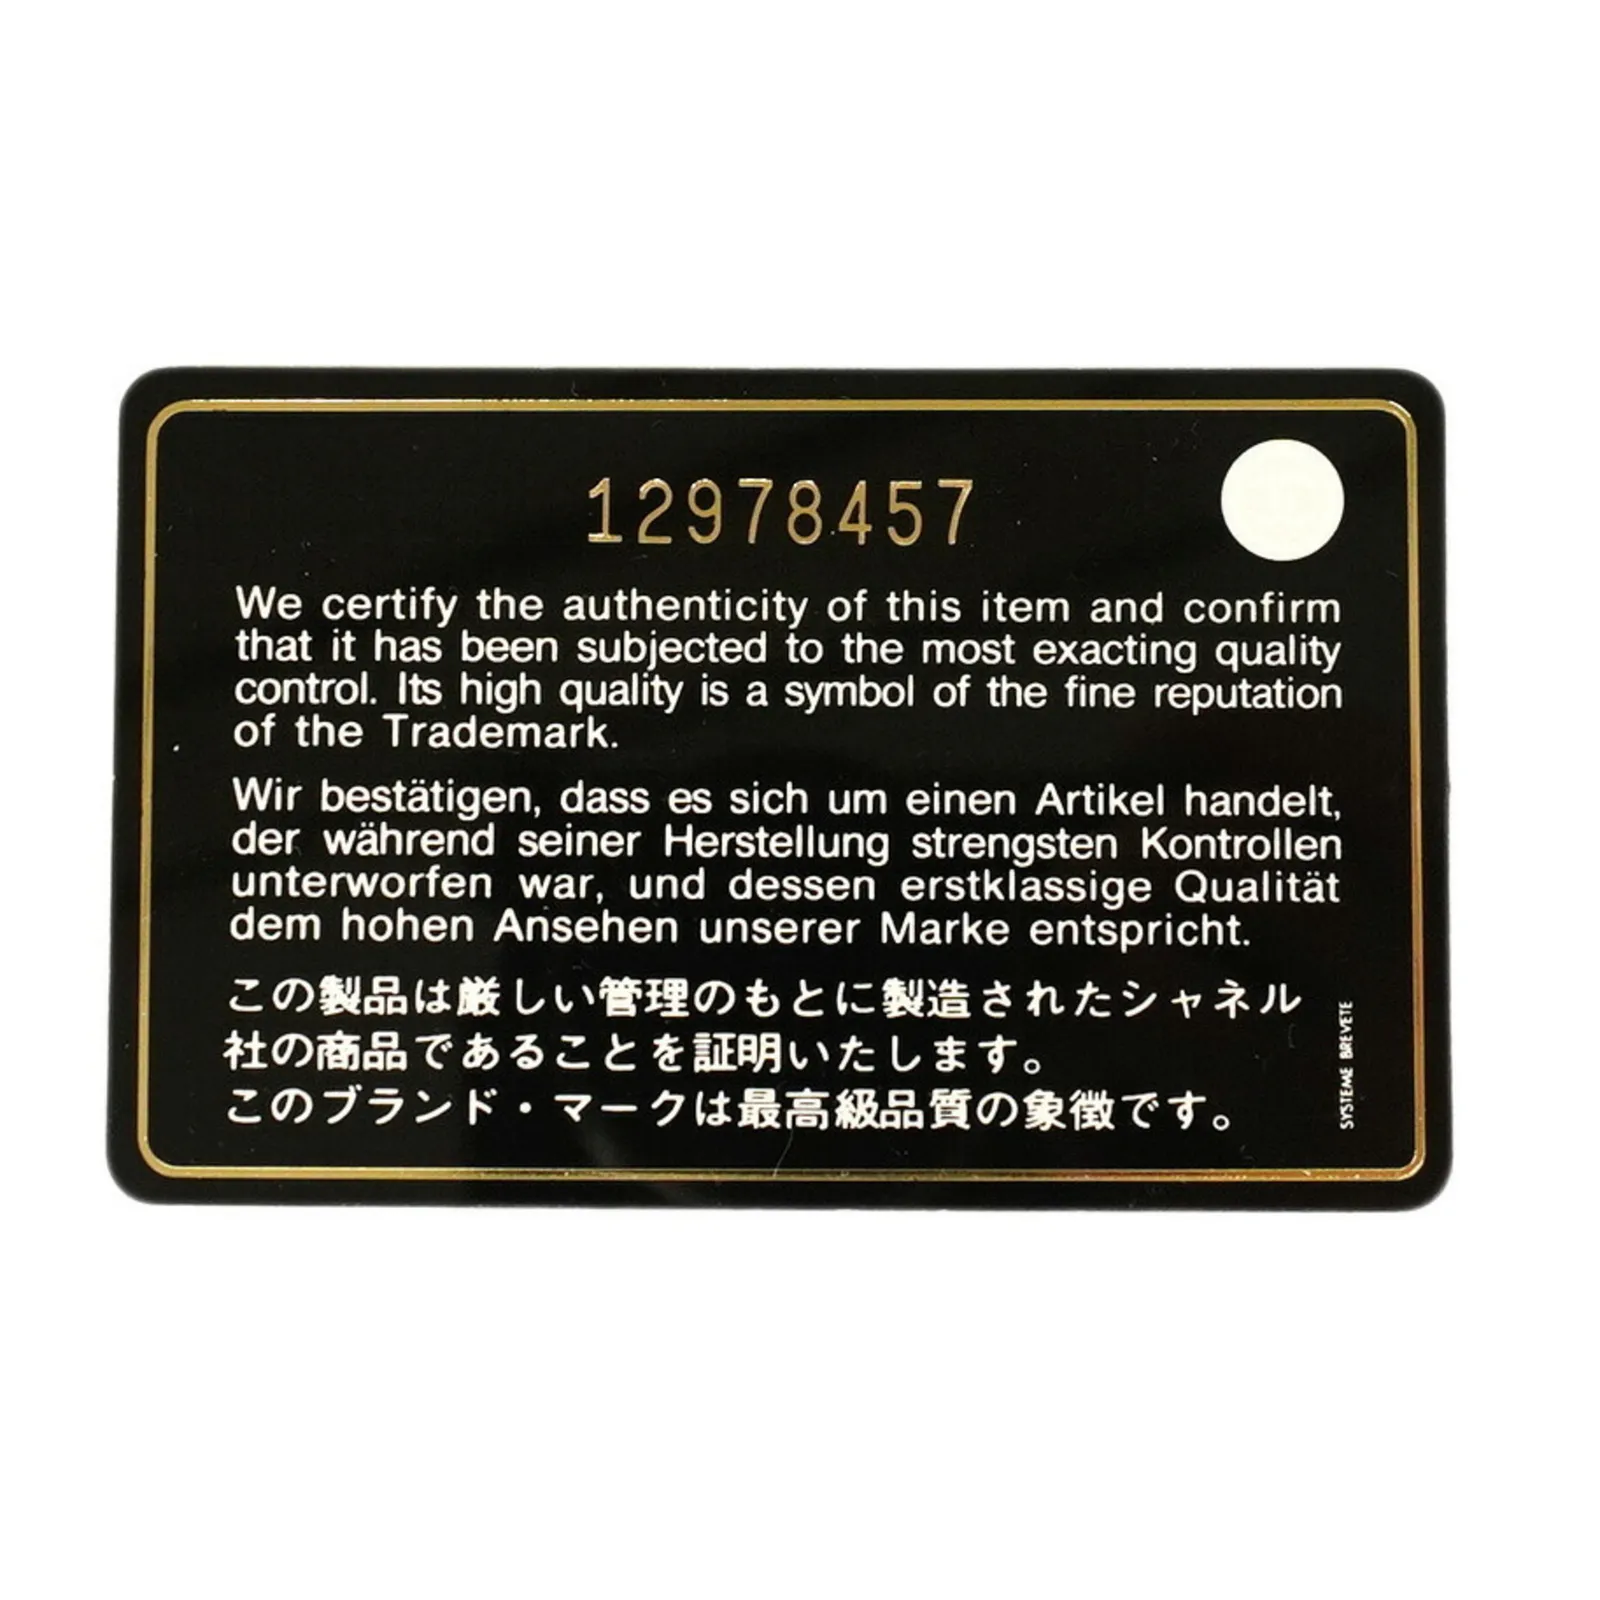 12978457
We certify the authenticity of this item and confirm
that it has been subjected to the most exacting quality
control. Its high quality is a symbol of the fine reputation
of the Trademark.
Wir bestätigen, dass es sich um einen Artikel handelt,
der während seiner Herstellung strengsten Kontrollen
unterworfen war, und dessen erstklassige Qualität
dem hohen Ansehen unserer Marke entspricht.
この製品は厳しい管理のもとに製造されたシャネル
社の商品であることを証明いたします。
このブランド・マークは最高級品質の象徴です。
SYSTEME BREVETE